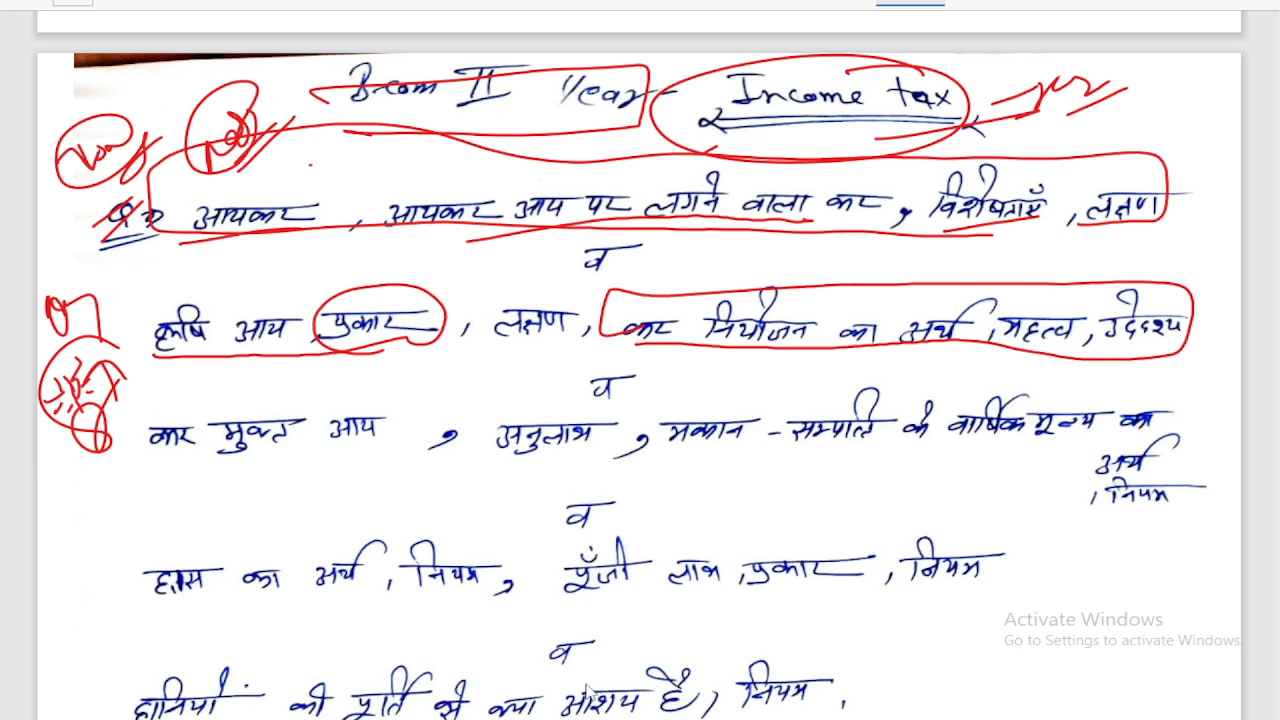 B.com II Year - Income tax
Q. आयकर, आयकर आय पर लगने वाला कर, विशेषताएँ, लक्षण
व
कृषि आय प्रकार, लक्षण, कर नियोजन का अर्थ, महत्व, उद्देश्य
व
कर मुक्त आय, अनुलाभ, मकान - सम्पत्ति के वार्षिक मूल्य का
अर्थ
, नियम
व
हास का अर्थ, नियम, पूँजी लाभ, प्रकार, नियम
व
हानियों की पूर्ति से क्या आशय है, नियम,
Activate Windows
Go to Settings to activate Windows.